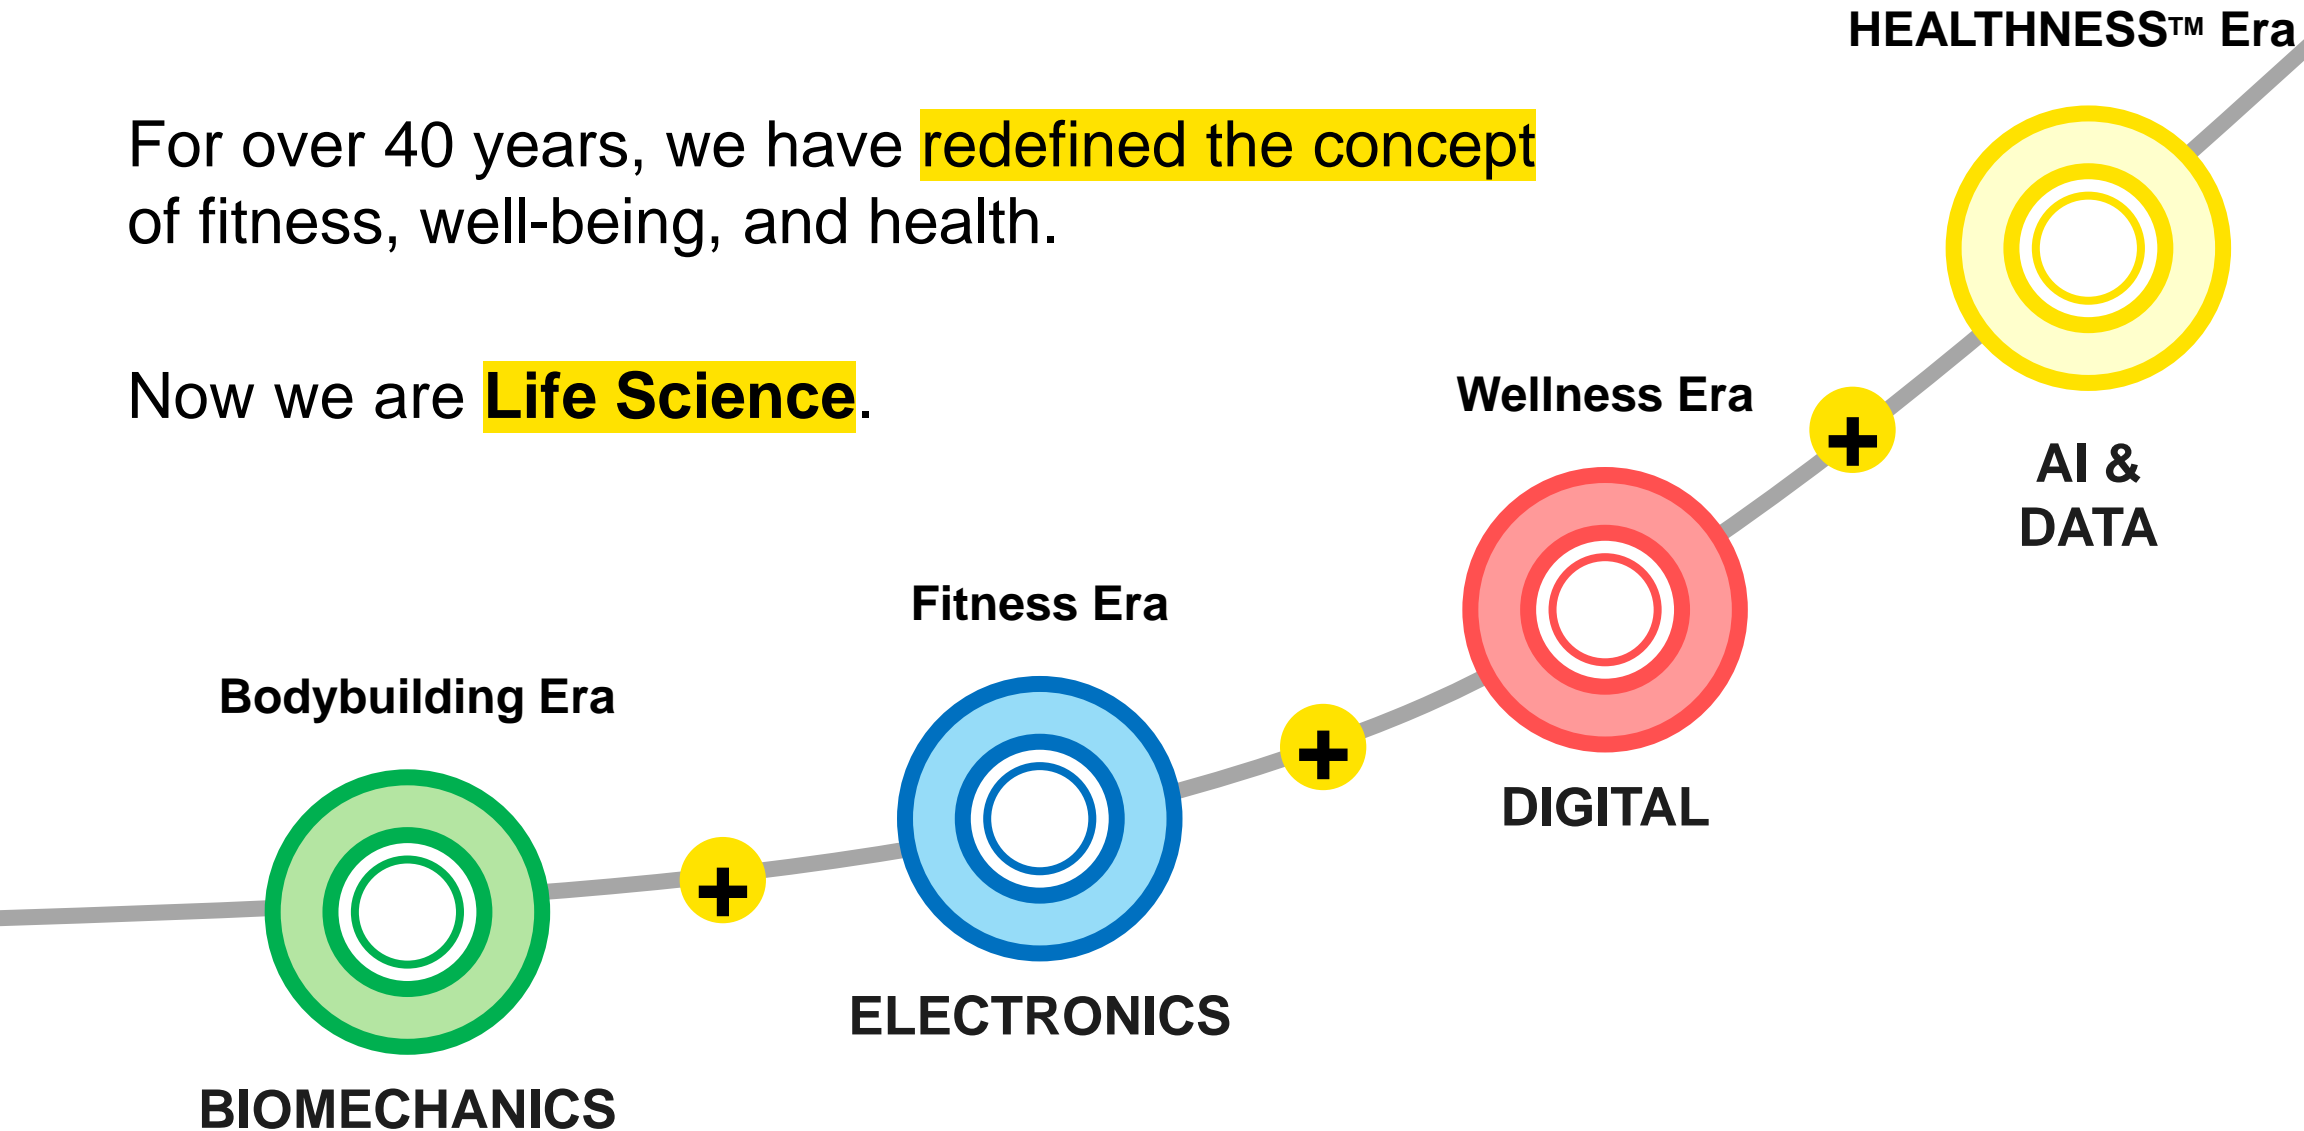 HEALTHNESS™ Era
For over 40 years, we have redefined the concept
of fitness, well-being, and health.
Now we are Life Science.
Wellness Era
+
AI &
DATA
Fitness Era
+
DIGITAL
Bodybuilding Era
+
ELECTRONICS
BIOMECHANICS